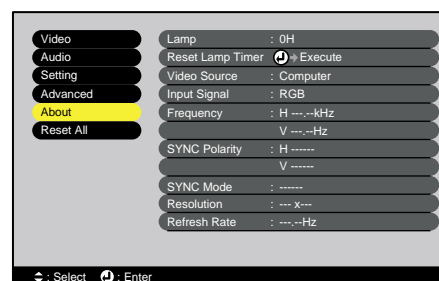 Video
Audio
Setting
Advanced
About
Reset All
Lamp : 0H
Reset Lamp Timer Execute
Video Source : Computer
Input Signal : RGB
Frequency : H ---.--kHz
V ---.--Hz
SYNC Polarity : H ------
V ------
SYNC Mode : ------
Resolution : --- x---
Refresh Rate : ---.--Hz
: Select : Enter